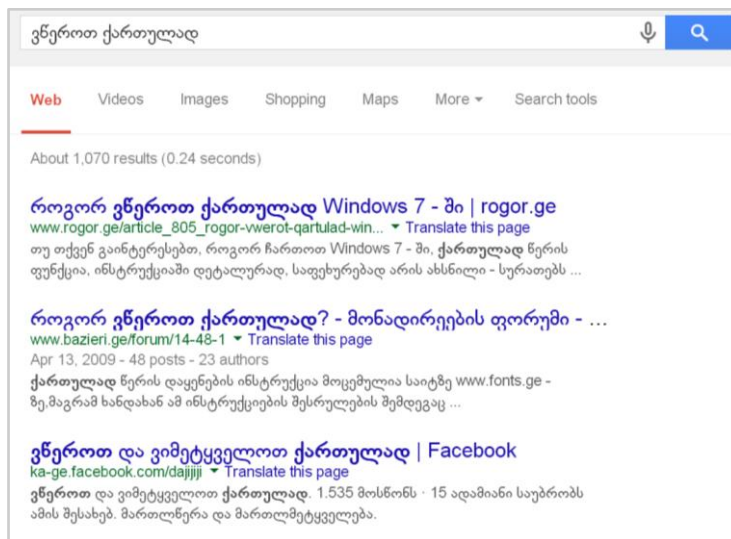 ვწეროთ ქართულად
Web Videos Images Shopping Maps More Search tools
About 1,070 results (0.24 seconds)
როგორ ვწეროთ ქართულად Windows 7 - ში | rogor.ge
www.rogor.ge/article_805_rogor-vwerot-qartulad-win... Translate this page
თუ თქვენ გაინტერესებთ, როგორ ჩართოთ Windows 7 - ში, ქართულად წერის
ფუნქცია, ინსტრუქციაში დეტალურად, საფეხურებად არის ახსნილი - სურათებს ...
როგორ ვწეროთ ქართულად? - მონადირეების ფორუმი - ...
www.bazieri.ge/forum/14-48-1 Translate this page
Apr 13, 2009 - 48 posts - 23 authors
ქართულად წერის დაყენების ინსტრუქცია მოცემულია საიტზე www.fonts.ge -
ზე,მაგრამ ხანდახან ამ ინსტრუქციების შესრულების შემდეგაც ...
ვწეროთ და ვიმეტყველოთ ქართულად | Facebook
ka-ge.facebook.com/dajijiji Translate this page
ვწეროთ და ვიმეტყველოთ ქართულად. 1.535 მოსწონს · 15 ადამიანი საუბრობს
ამის შესახებ. მართლწერა და მართლმეტყველება.